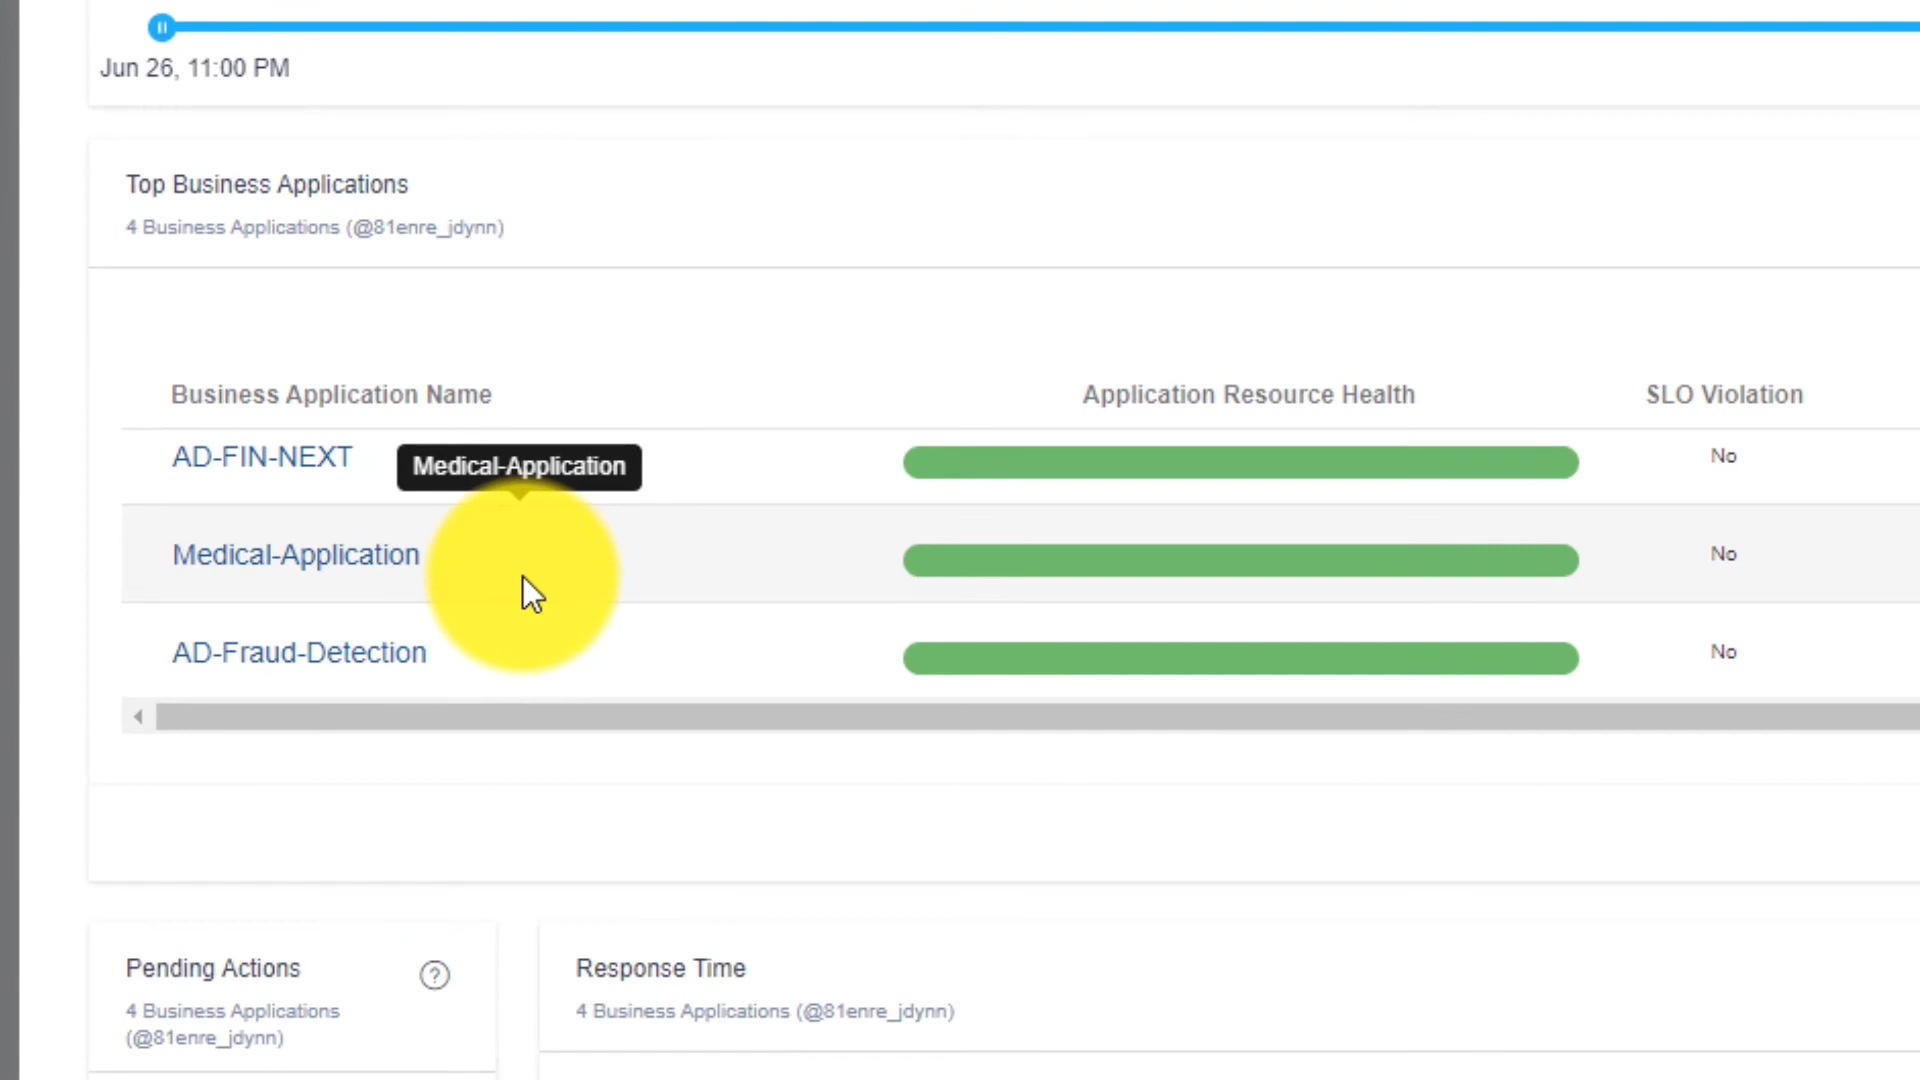 Jun 26, 11:00 PM
Top Business Applications
4 Business Applications (@81enre_jdynn)
Business Application Name Application Resource Health SLO Violation
AD-FIN-NEXT No
Medical-Application
Medical-Application No
AD-Fraud-Detection No
Pending Actions
4 Business Applications
(@81enre_jdynn)
Response Time
4 Business Applications (@81enre_jdynn)